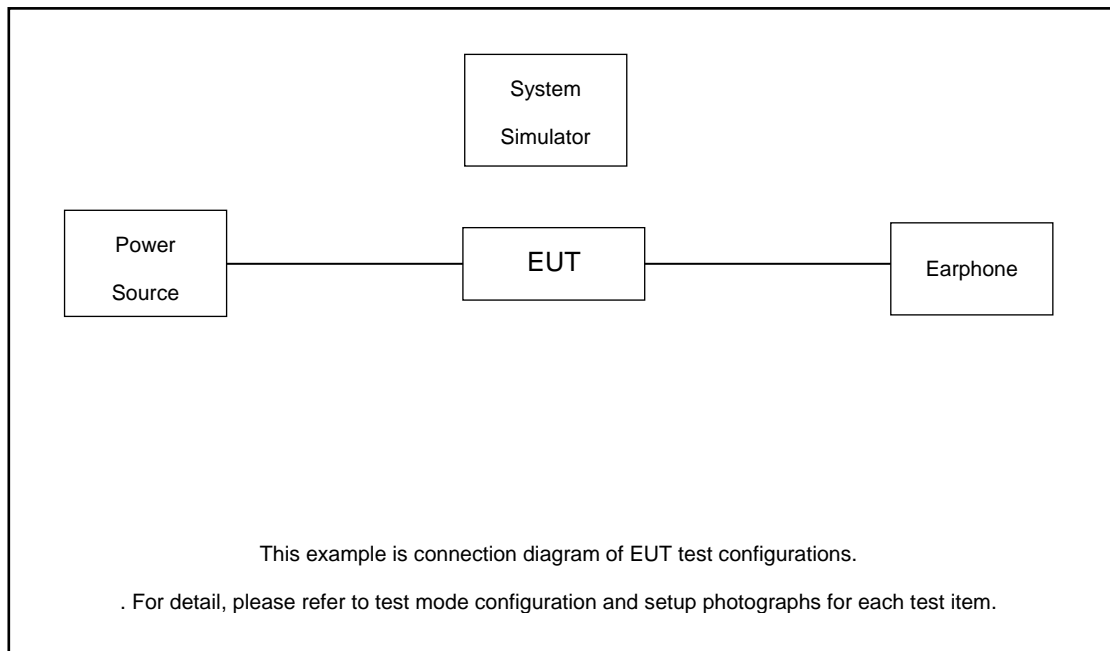 System
Simulator
Power
Source
EUT
Earphone
This example is connection diagram of EUT test configurations.
. For detail, please refer to test mode configuration and setup photographs for each test item.